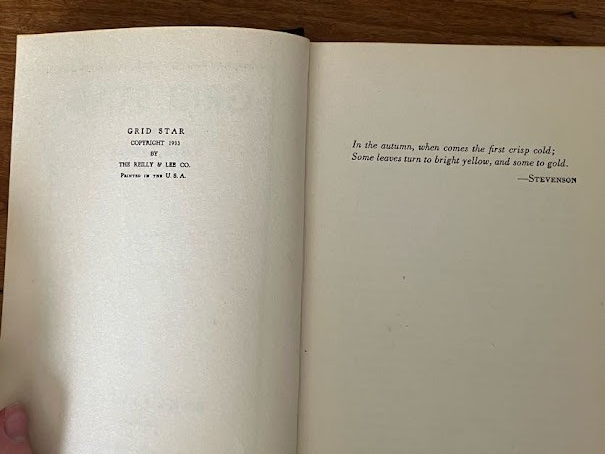 GRID STAR
COPYRIGHT 1933
BY
THE REILLY & LEE CO.
PRINTED IN THE U. S. A.
In the autumn, when comes the first crisp cold;
Some leaves turn to bright yellow, and some to gold.
—STEVENSON